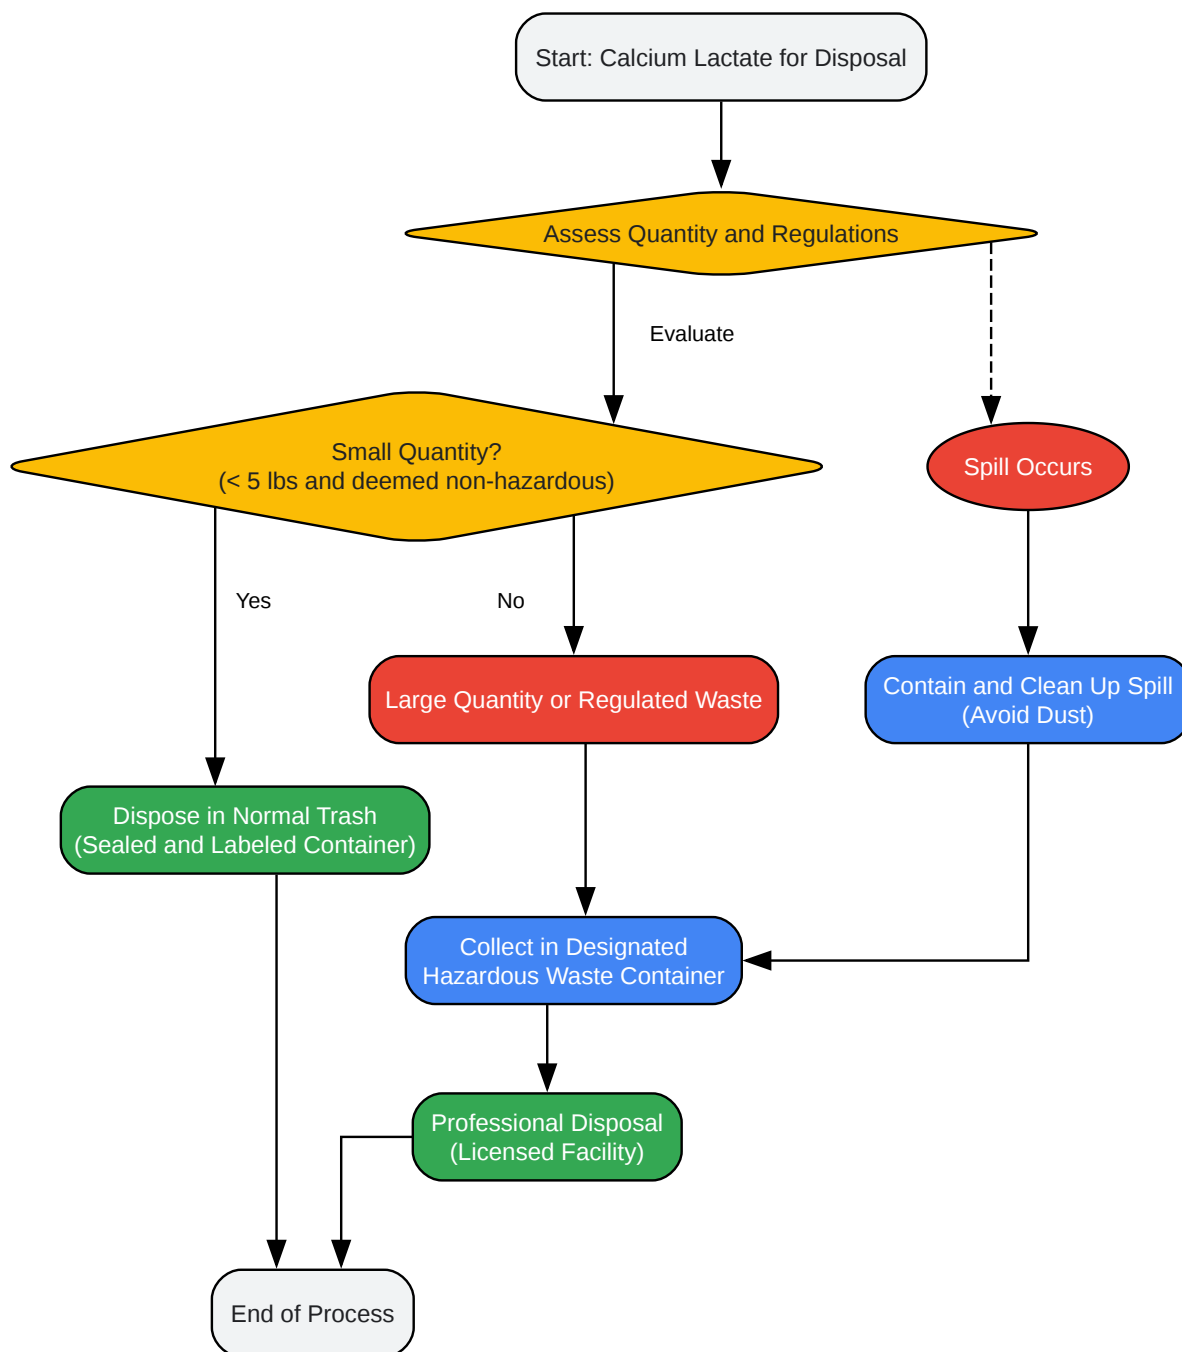 Start: Calcium Lactate for Disposal
Assess Quantity and Regulations
Evaluate
Small Quantity?
(< 5 lbs and deemed non-hazardous)
Spill Occurs
Yes
No
Large Quantity or Regulated Waste
Contain and Clean Up Spill
(Avoid Dust)
Dispose in Normal Trash
(Sealed and Labeled Container)
Collect in Designated
Hazardous Waste Container
Professional Disposal
(Licensed Facility)
End of Process